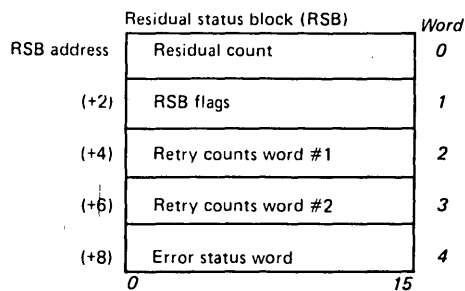 Residual status block (RSB)
Word
RSB address Residual count 0
(+2) RSB flags 1
(+4) Retry counts word #1 2
(+6) Retry counts word #2 3
(+8) Error status word 4
0 15